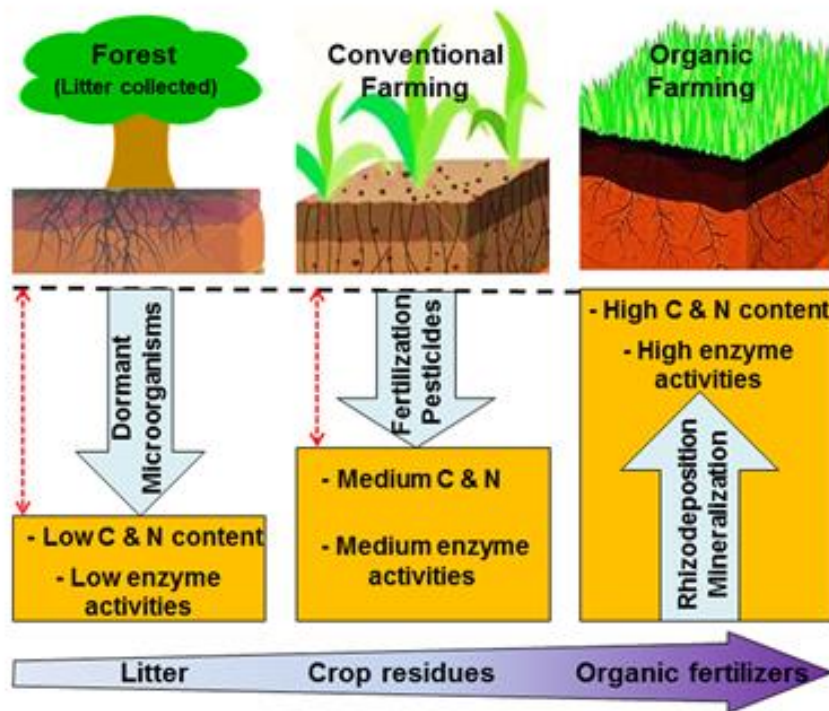 Forest
(Litter collected)
Conventional
Farming
Organic
Farming
Dormant
Microorganisms
Fertilization
Pesticides
- High C & N content
- High enzyme
activities
Rhizodeposition
Mineralization
- Low C & N content
- Low enzyme
activities
- Medium C & N
- Medium enzyme
activities
Litter
Crop residues
Organic fertilizers